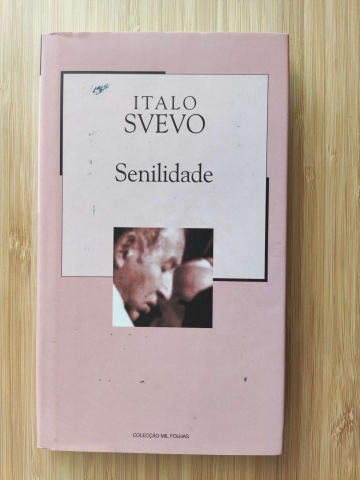 ITALO
SVEVO
Senilidade
COLECÇÃO MIL FOLHAS